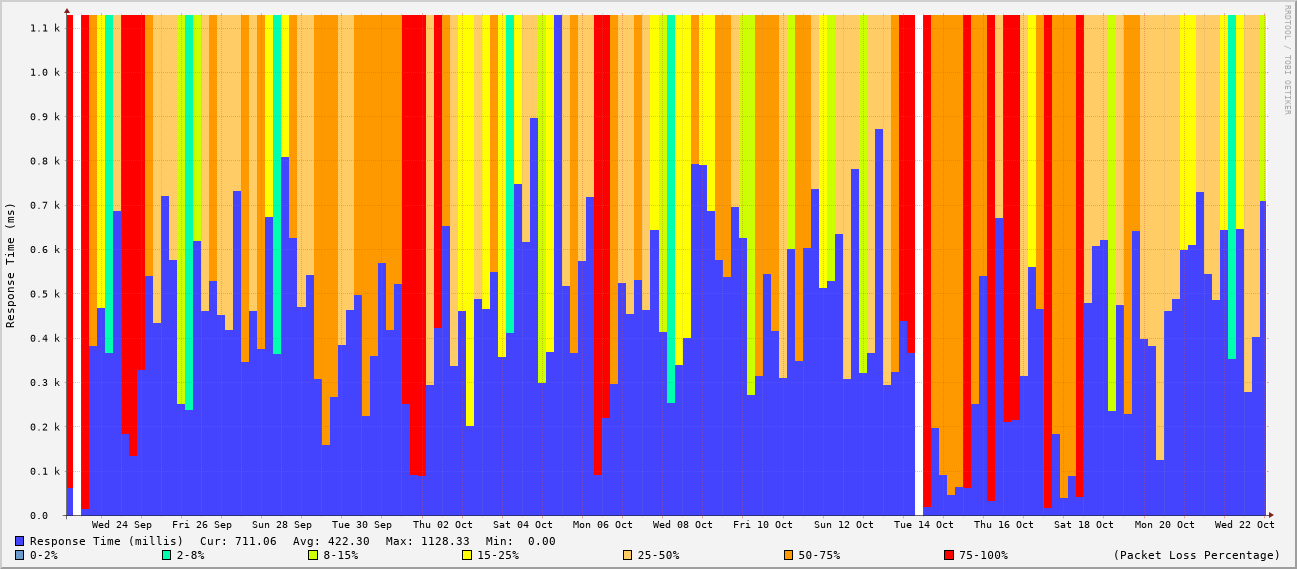 1.1 k
1.0 k
0.9 k
0.8 k
0.7 k
0.6 k
0.5 k
0.4 k
0.3 k
0.2 k
0.1 k
0.0
Response Time (ms)
RRDTOOL / TOBI OETIKER
Wed 24 Sep Fri 26 Sep Sun 28 Sep Tue 30 Sep Thu 02 Oct Sat 04 Oct Mon 06 Oct Wed 08 Oct Fri 10 Oct Sun 12 Oct Tue 14 Oct Thu 16 Oct Sat 18 Oct Mon 20 Oct Wed 22 Oct
Response Time (millis) Cur: 711.06 Avg: 422.30 Max: 1128.33 Min: 0.00
0-2% 2-8% 8-15% 15-25% 25-50% 50-75% 75-100% (Packet Loss Percentage)